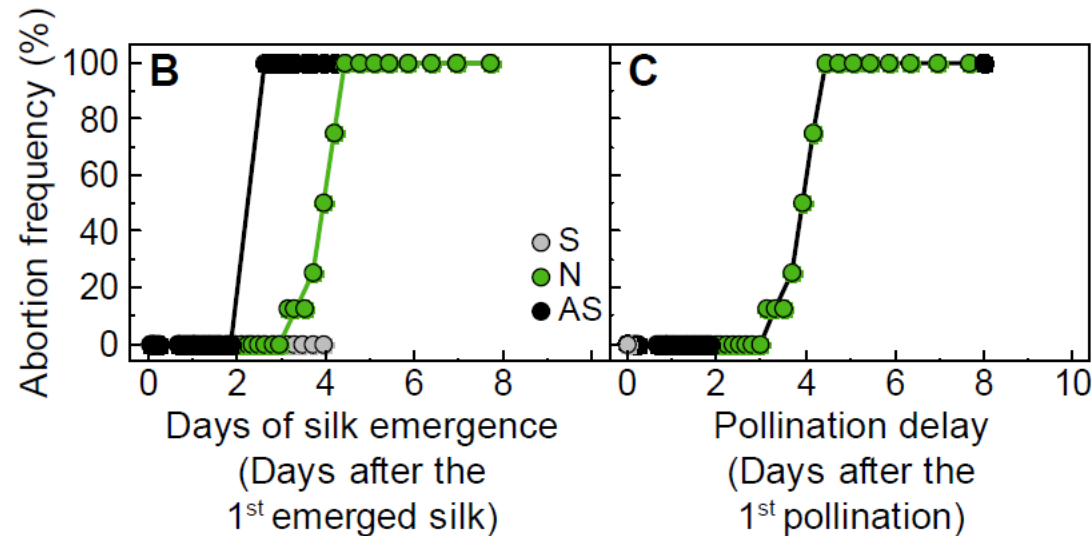 Abortion frequency (%)
100
80
60
40
20
0
B
S
N
AS
0 2 4 6 8
Days of silk emergence
(Days after the
1st emerged silk)
C
0 2 4 6 8 10
Pollination delay
(Days after the
1st pollination)